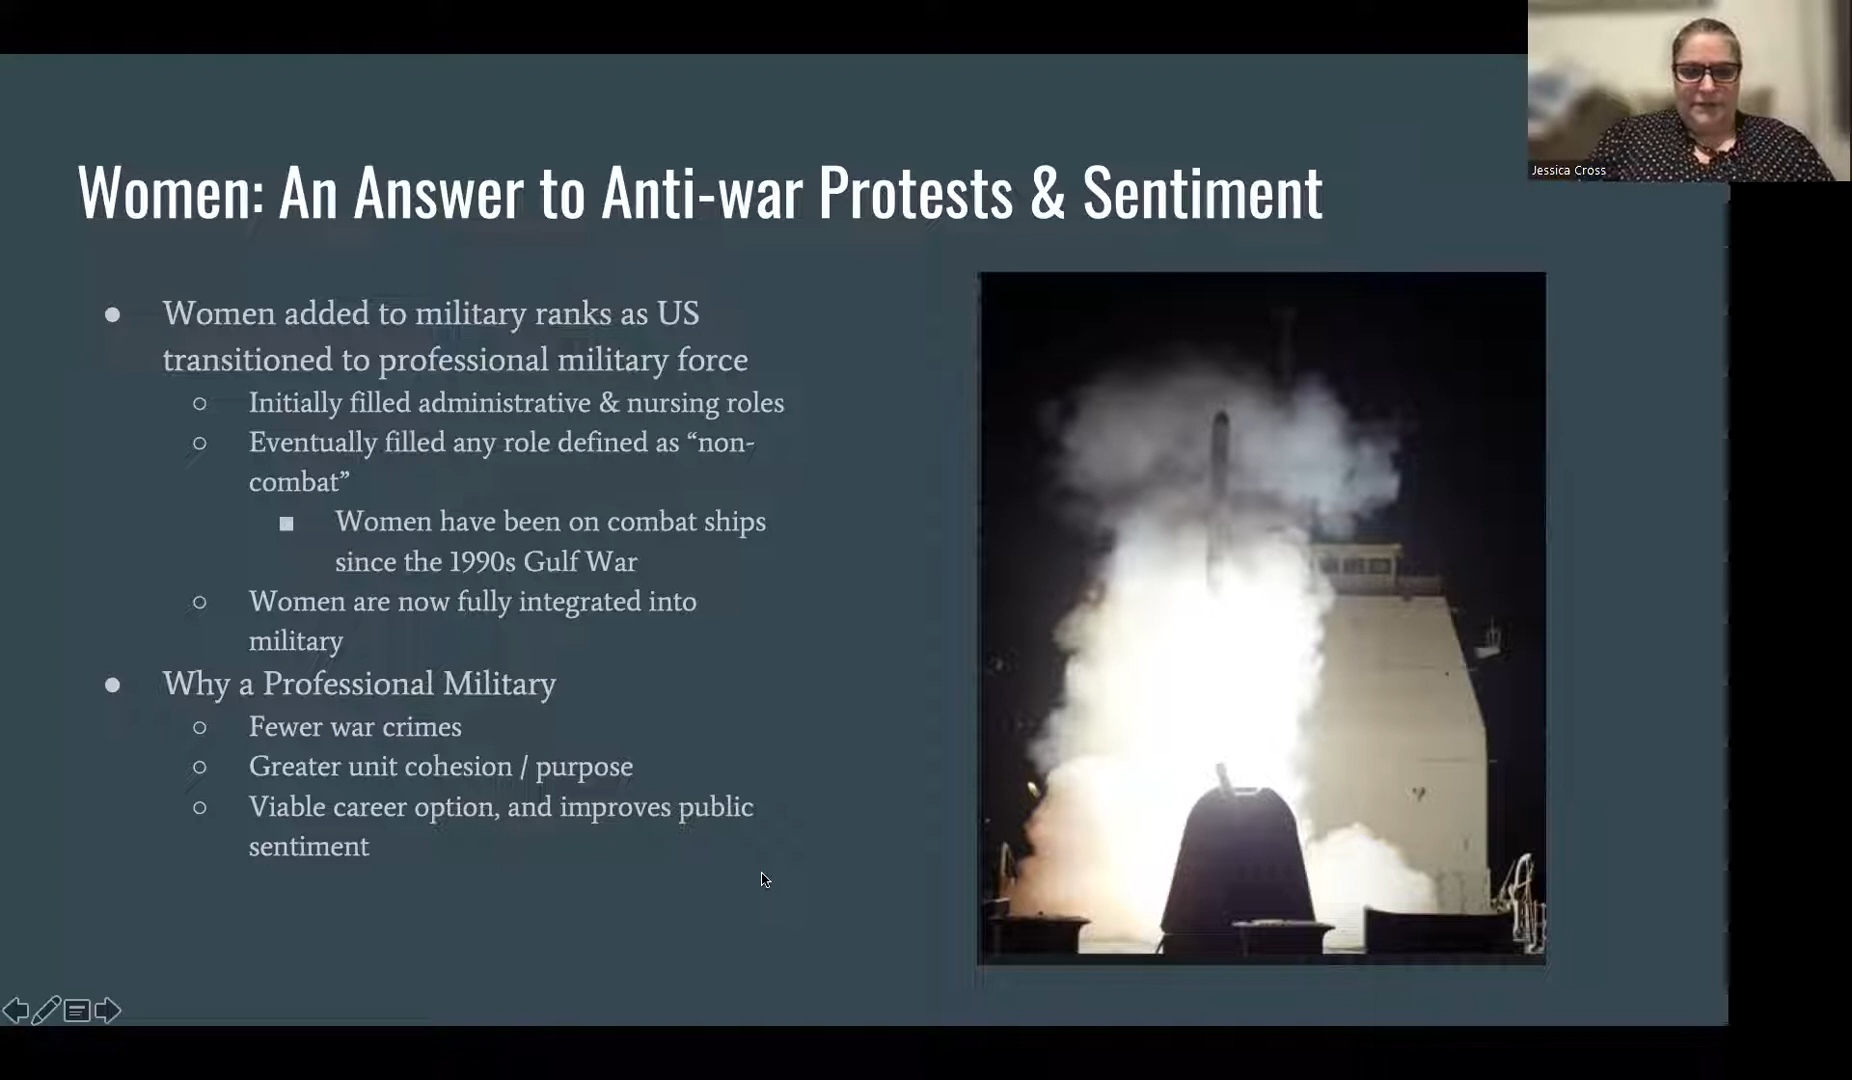 Women: An Answer to Anti-war Protests & Sentiment
● Women added to military ranks as US
transitioned to professional military force
○ Initially filled administrative & nursing roles
○ Eventually filled any role defined as “non-
combat”
■ Women have been on combat ships
since the 1990s Gulf War
○ Women are now fully integrated into
military
● Why a Professional Military
○ Fewer war crimes
○ Greater unit cohesion / purpose
○ Viable career option, and improves public
sentiment
Jessica Cross